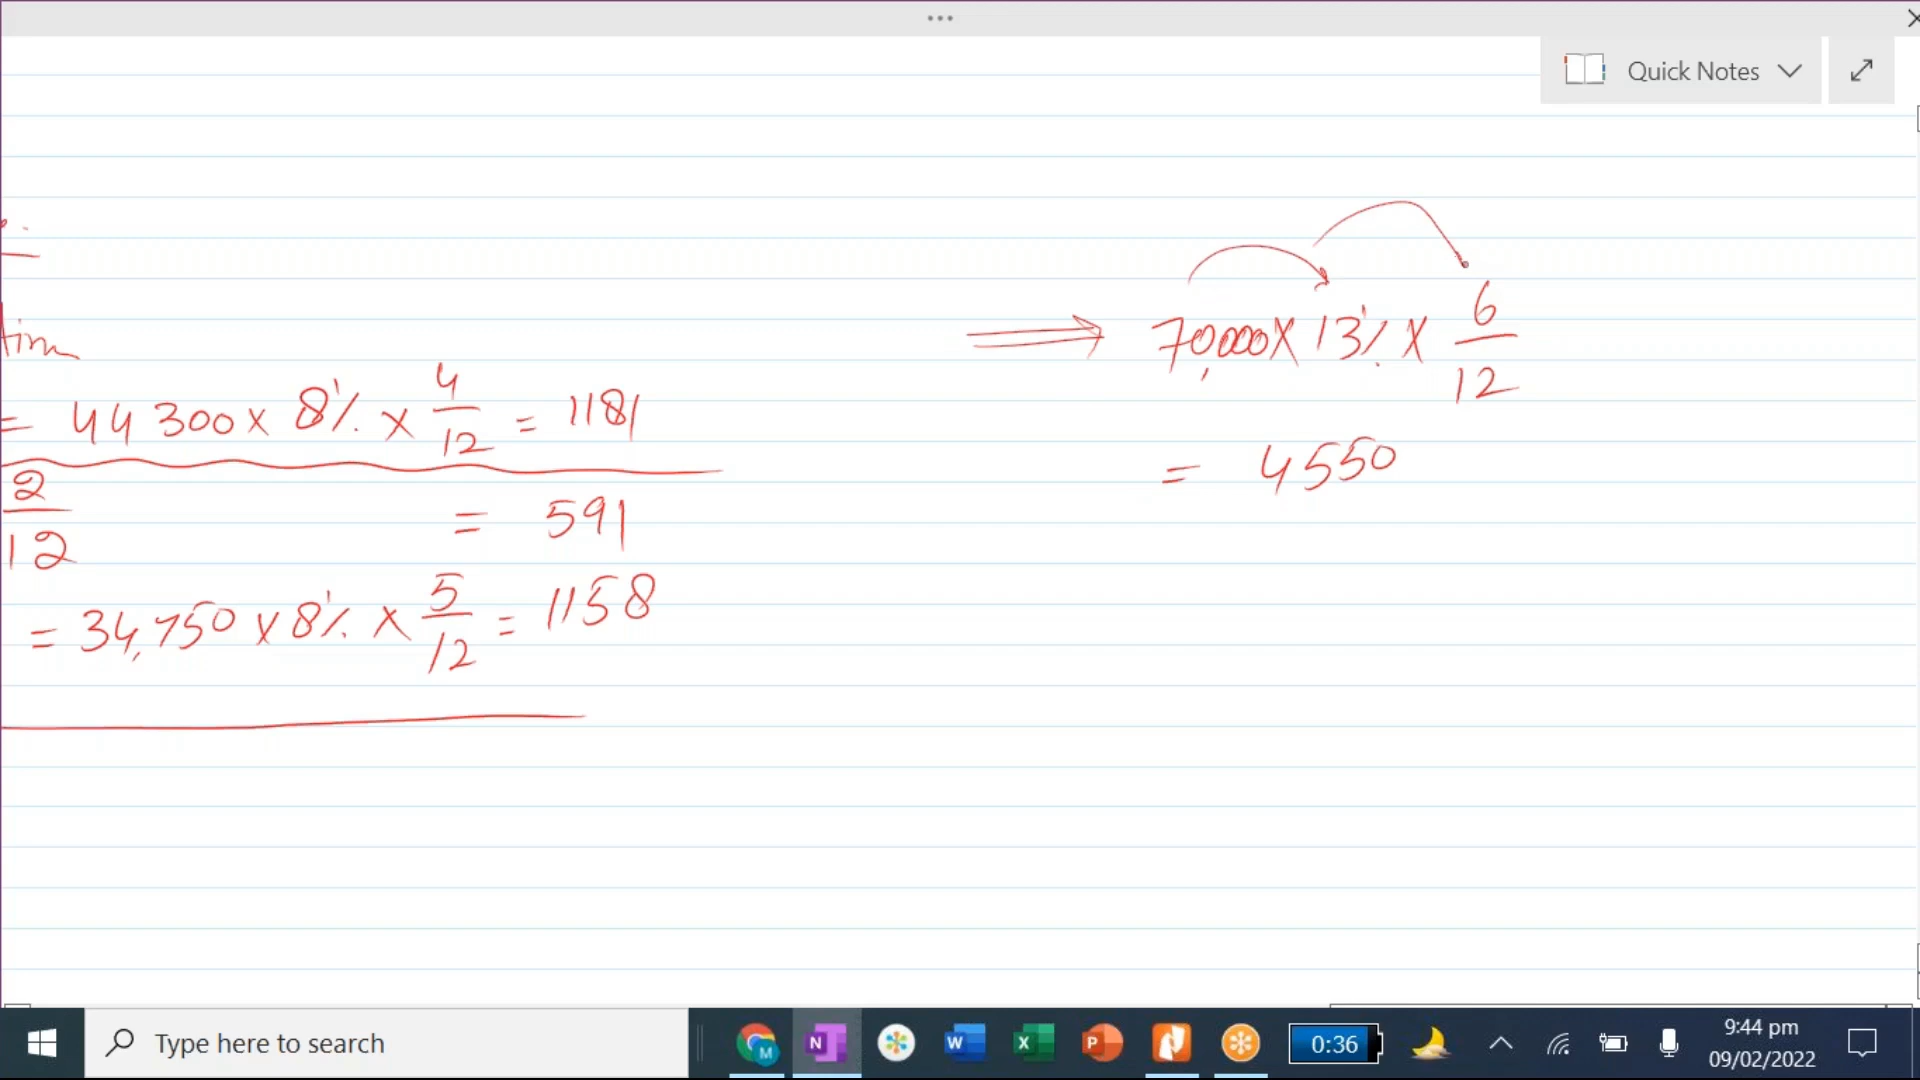 Quick Notes
= 44 300 x 8% x 4/12 = 1181
2/12 = 591
= 34,750 x 8% x 5/12 = 1158
70,000 x 13% x 6/12
= 4550
Type here to search
0:36
9:44 pm
09/02/2022